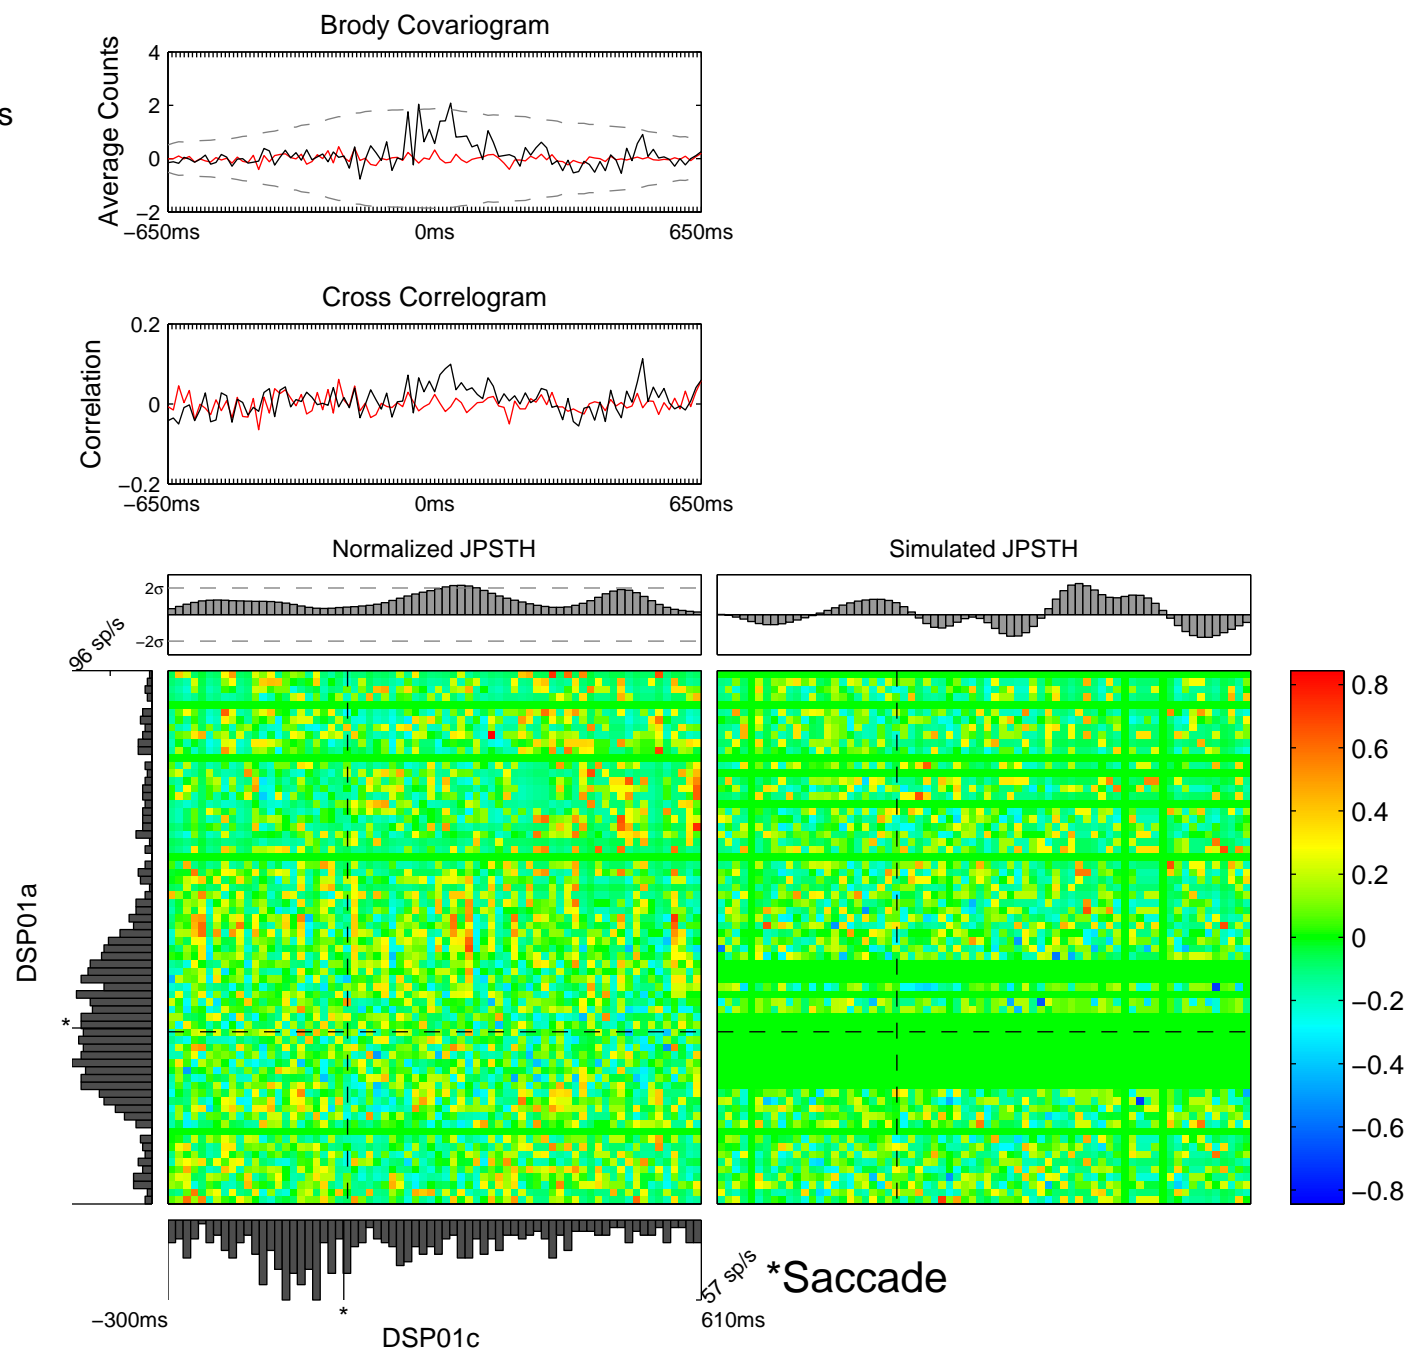 Brody Covariogram
s
Average Counts
4
2
0
−2
−650ms
0ms
650ms
Cross Correlogram
Correlation
0.2
0
−0.2
−650ms
0ms
650ms
Normalized JPSTH
Simulated JPSTH
2σ
−2σ
96 sp/s
DSP01a
*
0.8
0.6
0.4
0.2
0
−0.2
−0.4
−0.6
−0.8
57 sp/s
*Saccade
*
−300ms
610ms
DSP01c